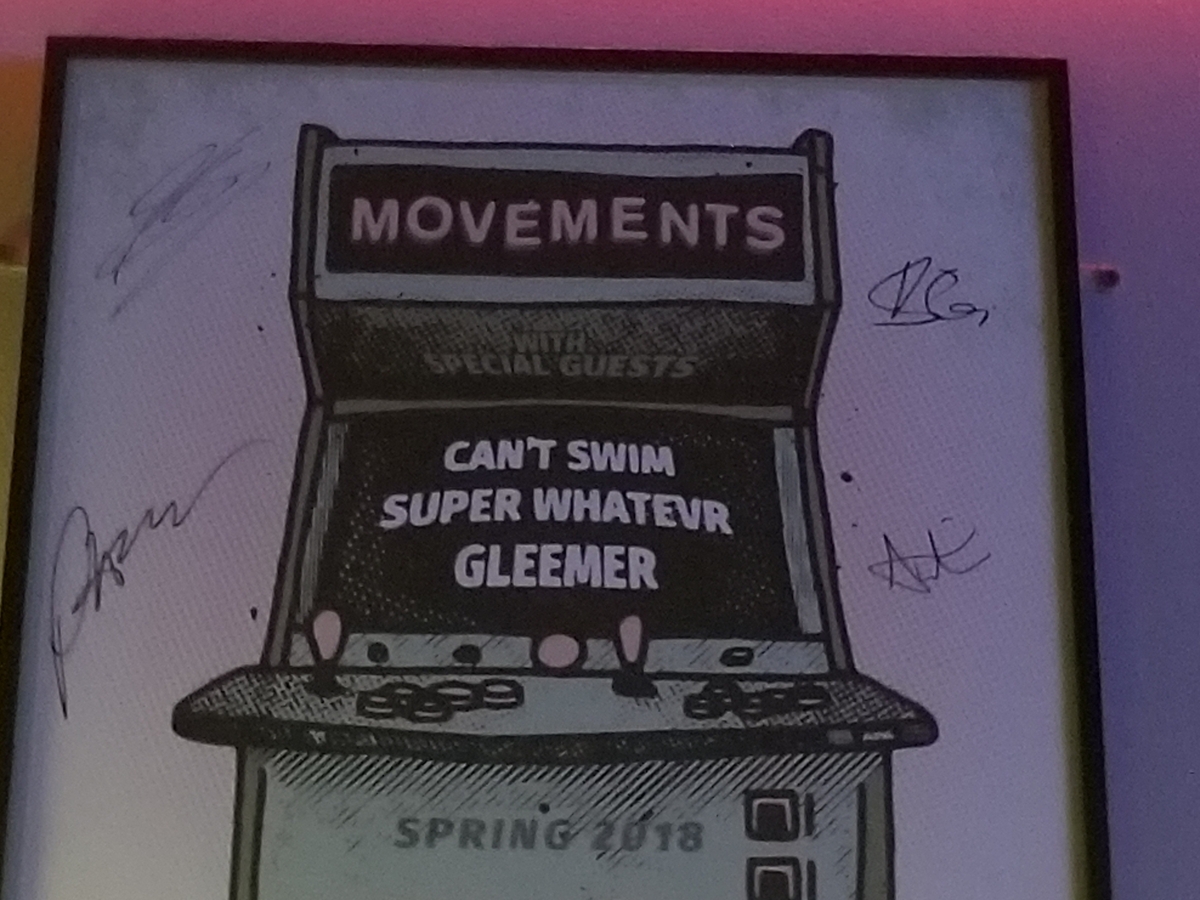 MOVEMENTS
WITH
SPECIAL GUESTS
CAN'T SWIM
SUPER WHATEVR
GLEEMER
SPRING 2018